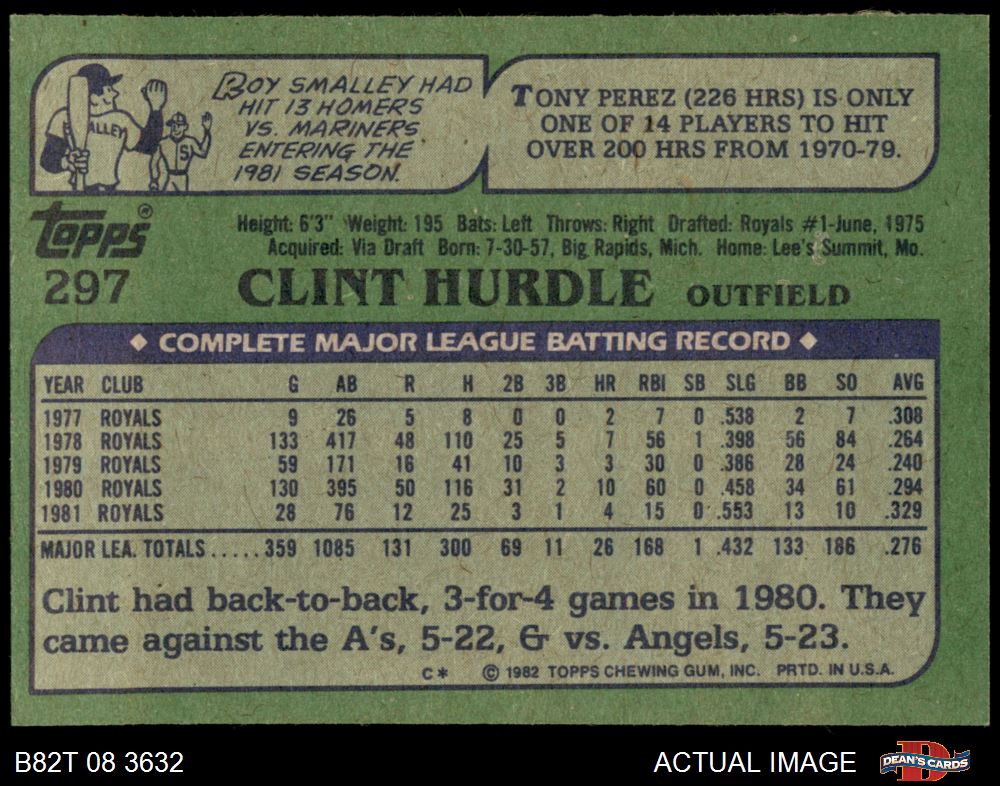 ROY SMALLEY HAD
HIT 13 HOMERS
VS. MARINERS
ENTERING THE
1981 SEASON.
ALLEY
S
TONY PEREZ (226 HRS) IS ONLY
ONE OF 14 PLAYERS TO HIT
OVER 200 HRS FROM 1970-79.
Topps®
297
Height: 6'3" Weight: 195 Bats: Left Throws: Right Drafted: Royals #1-June, 1975
Acquired: Via Draft Born: 7-30-57, Big Rapids, Mich. Home: Lee's Summit, Mo.
CLINT HURDLE OUTFIELD
◆ COMPLETE MAJOR LEAGUE BATTING RECORD ◆
YEAR CLUB G AB R H 2B 3B HR RBI SB SLG BB SO AVG
1977 ROYALS 9 26 5 8 0 0 2 7 0 .538 2 7 .308
1978 ROYALS 133 417 48 110 25 5 7 56 1 .398 56 84 .264
1979 ROYALS 59 171 16 41 10 3 3 30 0 .386 28 24 .240
1980 ROYALS 130 395 50 116 31 2 10 60 0 .458 34 61 .294
1981 ROYALS 28 76 12 25 3 1 4 15 0 .553 13 10 .329
MAJOR LEA. TOTALS.....359 1085 131 300 69 11 26 168 1 .432 133 186 .276
Clint had back-to-back, 3-for-4 games in 1980. They
came against the A's, 5-22, & vs. Angels, 5-23.
C* © 1982 TOPPS CHEWING GUM, INC. PRTD. IN U.S.A.
B82T 08 3632
ACTUAL IMAGE
D
DEAN'S CARDS